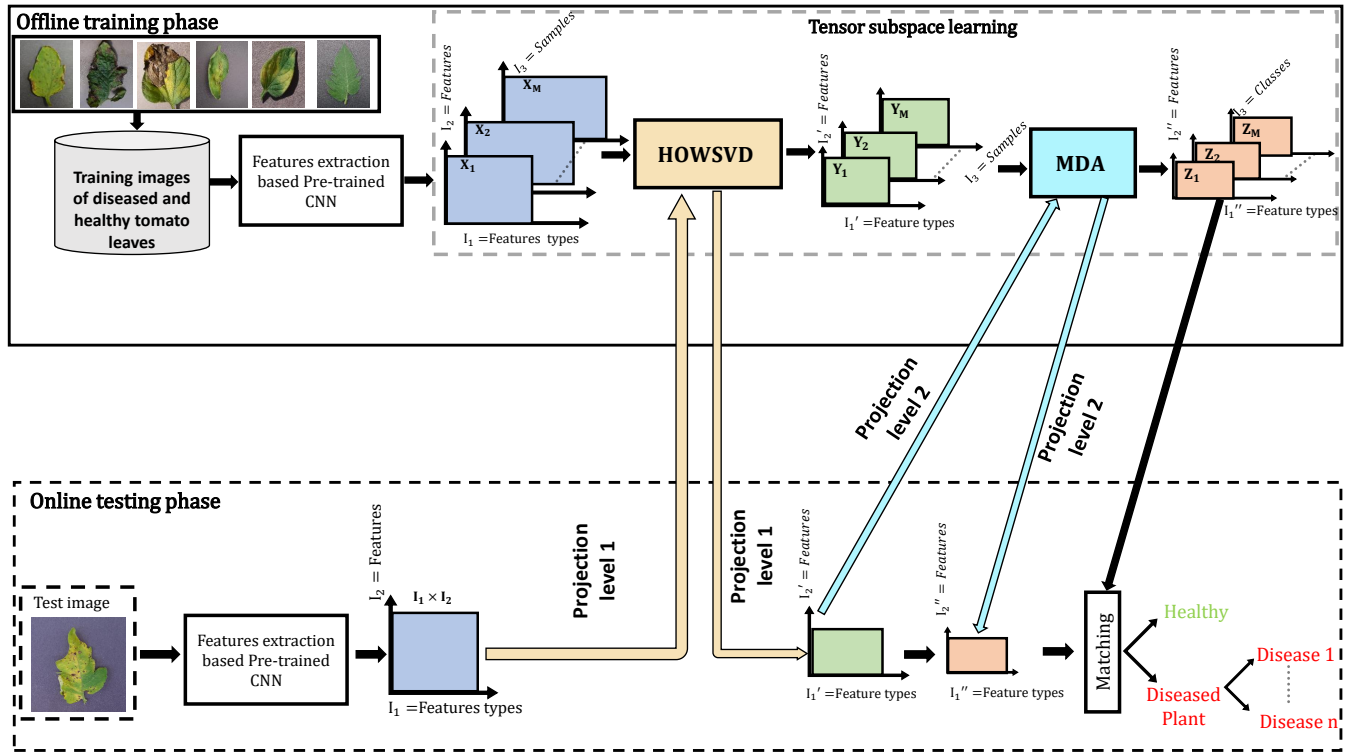 Offline training phase
Tensor subspace learning
Training images
of diseased and
healthy tomato
leaves
Features extraction
based Pre-trained
CNN
I₂ = Features
I₃ = Samples
X_M
X₂
X₁
I₁ =Features types
HOWSVD
I₂′ = Features
Y_M
Y₂
Y₁
I₃ = Samples
I₁′ =Feature types
MDA
I₂′′ = Features
I₃ = Classes
Z_M
Z₂
Z₁
I₁′′ =Feature types
Projection
level 2
Projection
level 2
Online testing phase
Test image
Features extraction
based Pre-trained
CNN
I₂ = Features
I₁ × I₂
I₁ =Features types
Projection
level 1
Projection
level 1
I₂′ = Features
I₁′ =Feature types
I₂′′ = Features
I₁′′ =Feature types
Matching
Healthy
Diseased
Plant
Disease 1
Disease n